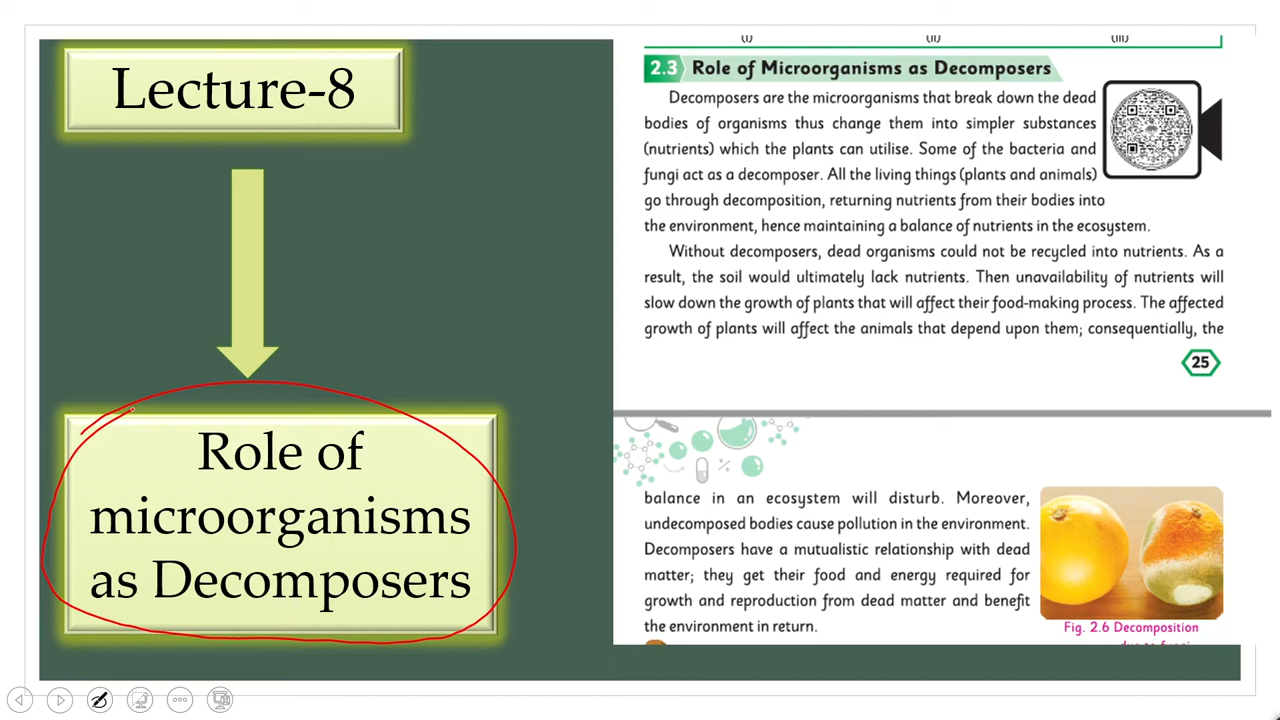 Lecture-8
Role of
microorganisms
as Decomposers
(i) (ii) (iii)
2.3 Role of Microorganisms as Decomposers
Decomposers are the microorganisms that break down the dead
bodies of organisms thus change them into simpler substances
(nutrients) which the plants can utilise. Some of the bacteria and
fungi act as a decomposer. All the living things (plants and animals)
go through decomposition, returning nutrients from their bodies into
the environment, hence maintaining a balance of nutrients in the ecosystem.
Without decomposers, dead organisms could not be recycled into nutrients. As a
result, the soil would ultimately lack nutrients. Then unavailability of nutrients will
slow down the growth of plants that will affect their food-making process. The affected
growth of plants will affect the animals that depend upon them; consequentially, the
25
balance in an ecosystem will disturb. Moreover,
undecomposed bodies cause pollution in the environment.
Decomposers have a mutualistic relationship with dead
matter; they get their food and energy required for
growth and reproduction from dead matter and benefit
the environment in return.
Fig. 2.6 Decomposition
due to fungi